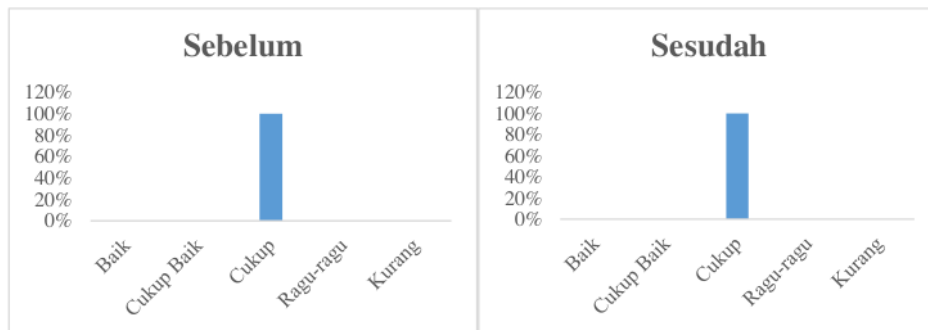 Sebelum
120%
100%
80%
60%
40%
20%
0%
Baik
Cukup Baik
Cukup
Ragu-ragu
Kurang
Sesudah
120%
100%
80%
60%
40%
20%
0%
Baik
Cukup Baik
Cukup
Ragu-ragu
Kurang